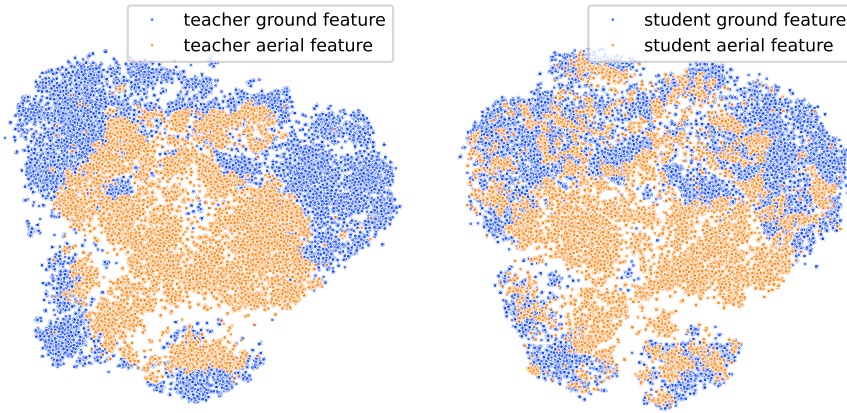 teacher ground feature
teacher aerial feature
student ground feature
student aerial feature